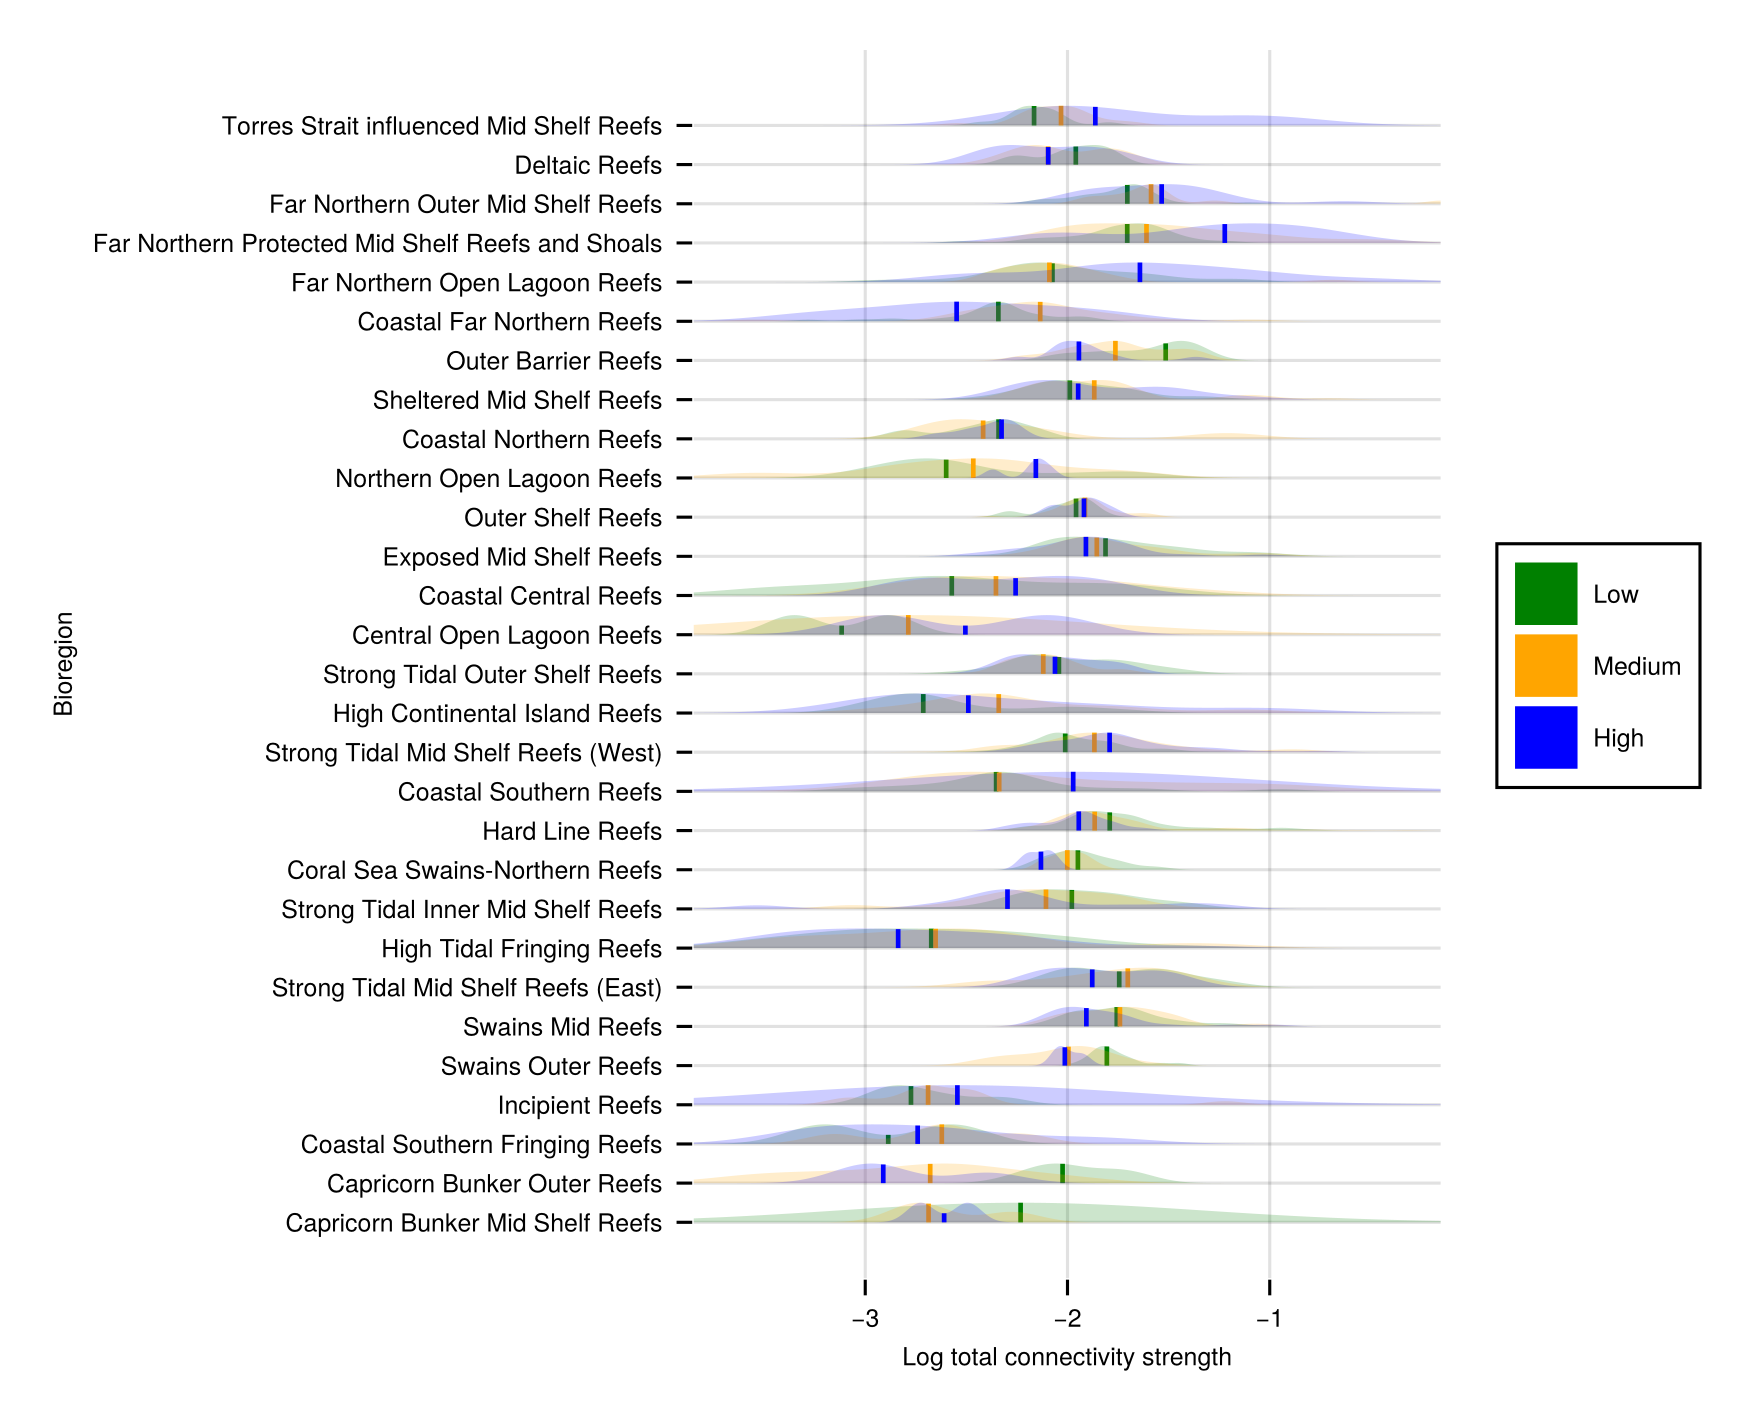 Torres Strait influenced Mid Shelf Reefs
Deltaic Reefs
Far Northern Outer Mid Shelf Reefs
Far Northern Protected Mid Shelf Reefs and Shoals
Far Northern Open Lagoon Reefs
Coastal Far Northern Reefs
Outer Barrier Reefs
Sheltered Mid Shelf Reefs
Coastal Northern Reefs
Northern Open Lagoon Reefs
Outer Shelf Reefs
Exposed Mid Shelf Reefs
Coastal Central Reefs
Central Open Lagoon Reefs
Strong Tidal Outer Shelf Reefs
High Continental Island Reefs
Strong Tidal Mid Shelf Reefs (West)
Coastal Southern Reefs
Hard Line Reefs
Coral Sea Swains-Northern Reefs
Strong Tidal Inner Mid Shelf Reefs
High Tidal Fringing Reefs
Strong Tidal Mid Shelf Reefs (East)
Swains Mid Reefs
Swains Outer Reefs
Incipient Reefs
Coastal Southern Fringing Reefs
Capricorn Bunker Outer Reefs
Capricorn Bunker Mid Shelf Reefs
Bioregion
−3
−2
−1
Log total connectivity strength
Low
Medium
High